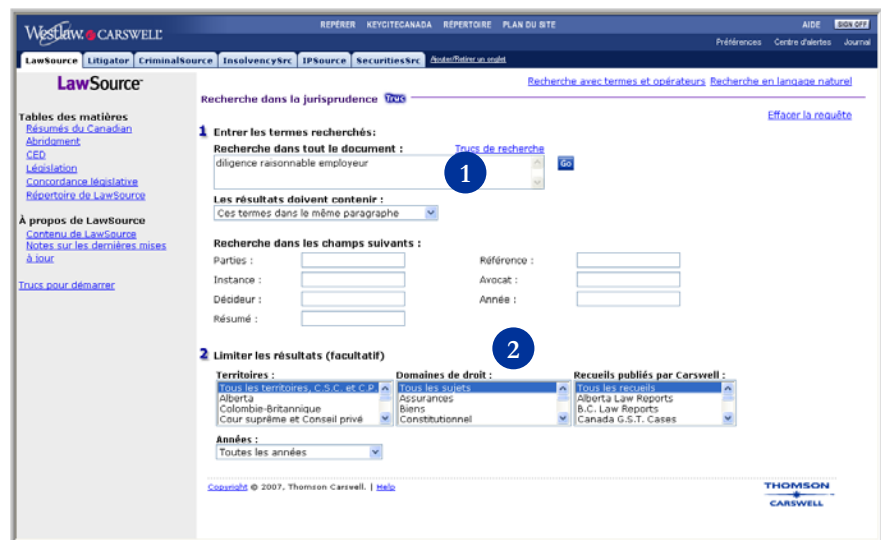 Westlaw CARSWELL
REPÉRER KEYCITECANADA RÉPERTOIRE PLAN DU SITE
AIDE SIGN OFF
Préférences Centre d'alertes Journal
LawSource Litigator CriminalSource InsolvencySrc IPSource SecuritiesSrc Ajouter/Retirer un onglet
LawSource
Recherche avec termes et opérateurs Recherche en langage naturel
Recherche dans la jurisprudence Truc
Effacer la requête
Tables des matières
Résumés du Canadian
Abridgment
CED
Législation
Concordance législative
Répertoire de LawSource
À propos de LawSource
Contenu de LawSource
Notes sur les dernières mises
à jour
Trucs pour démarrer
1 Entrer les termes recherchés:
Recherche dans tout le document : Trucs de recherche
diligence raisonnable employeur
Go
1
Les résultats doivent contenir :
Ces termes dans le même paragraphe
Recherche dans les champs suivants :
Parties : Référence :
Instance : Avocat :
Décideur : Année :
Résumé :
2
2 Limiter les résultats (facultatif)
Territoires : Domaines de droit : Recueils publiés par Carswell :
Tous les territoires, C.S.C. et C.P. Tous les sujets Tous les recueils
Alberta Assurances Alberta Law Reports
Colombie-Britannique Biens B.C. Law Reports
Cour suprême et Conseil privé Constitutionnel Canada G.S.T. Cases
Années :
Toutes les années
Copyright © 2007, Thomson Carswell. | Help
THOMSON
CARSWELL